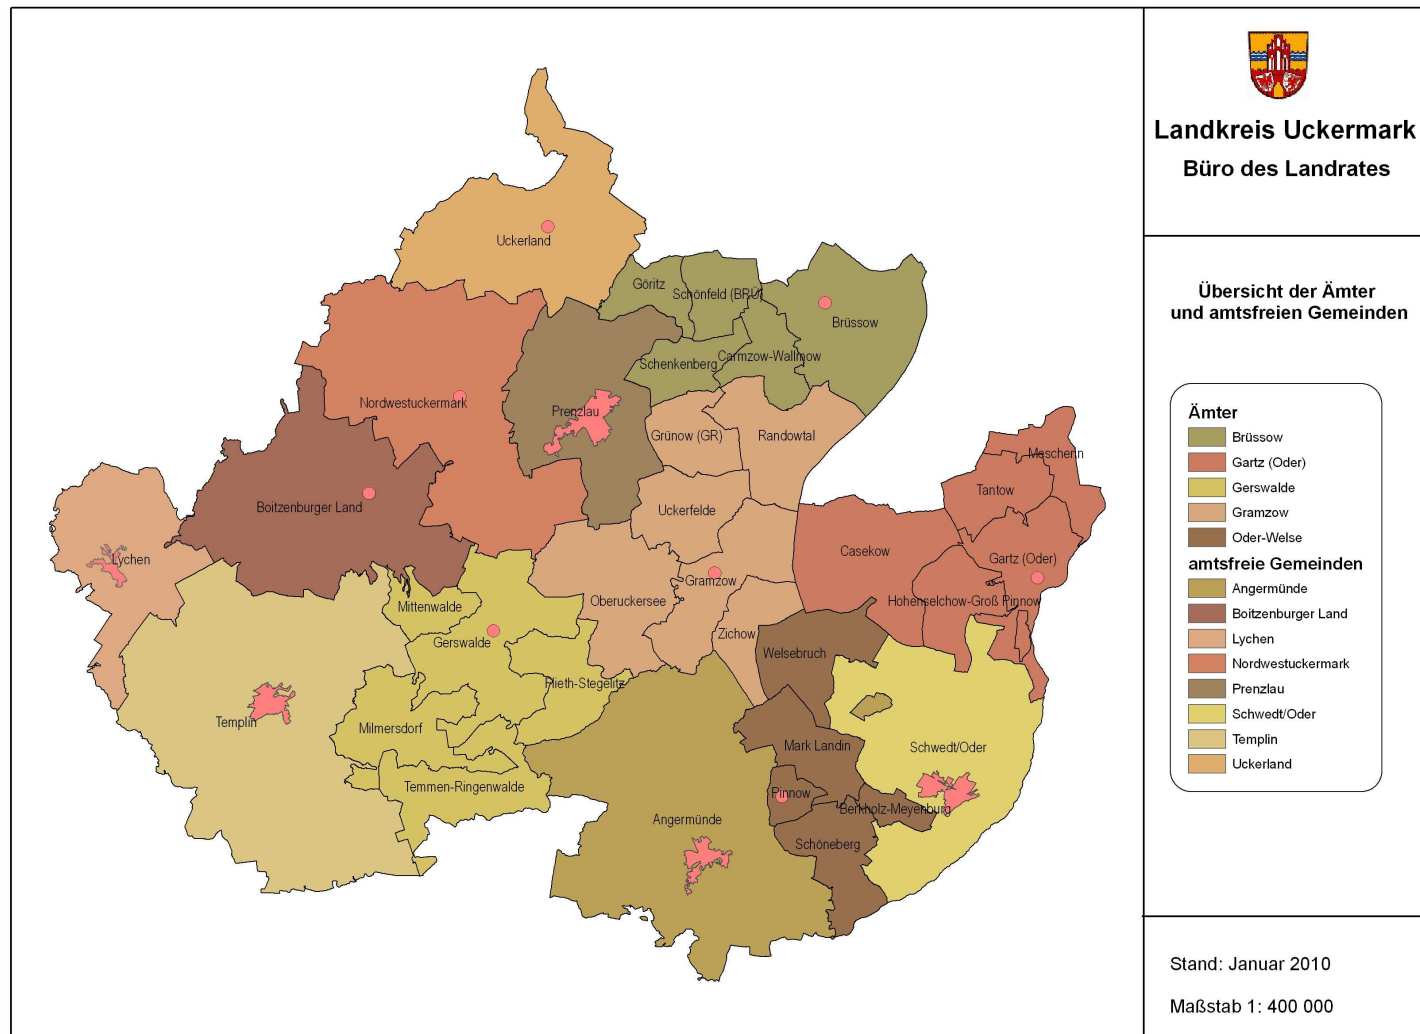 Landkreis Uckermark
Büro des Landrates
Übersicht der Ämter
und amtsfreien Gemeinden
Ämter
Brüssow
Gartz (Oder)
Gerswalde
Gramzow
Oder-Welse
amtsfreie Gemeinden
Angermünde
Boitzenburger Land
Lychen
Nordwestuckermark
Prenzlau
Schwedt/Oder
Templin
Uckerland
Stand: Januar 2010
Maßstab 1: 400 000
Uckerland
Göritz
Schönfeld (BRÜ)
Brüssow
Carmzow-Wallmow
Schenkenberg
Nordwestuckermark
Prenzlau
Grünow (GR)
Randowtal
Mescherin
Tantow
Boitzenburger Land
Uckerfelde
Casekow
Gartz (Oder)
Lychen
Gramzow
Oberuckersee
Hohenselchow-Groß Pinnow
Mittenwalde
Gerswalde
Zichow
Welsebruch
Flieth-Stegelitz
Templin
Milmersdorf
Mark Landin
Schwedt/Oder
Temmen-Ringenwalde
Pinnow
Berkholz-Meyenburg
Angermünde
Schöneberg